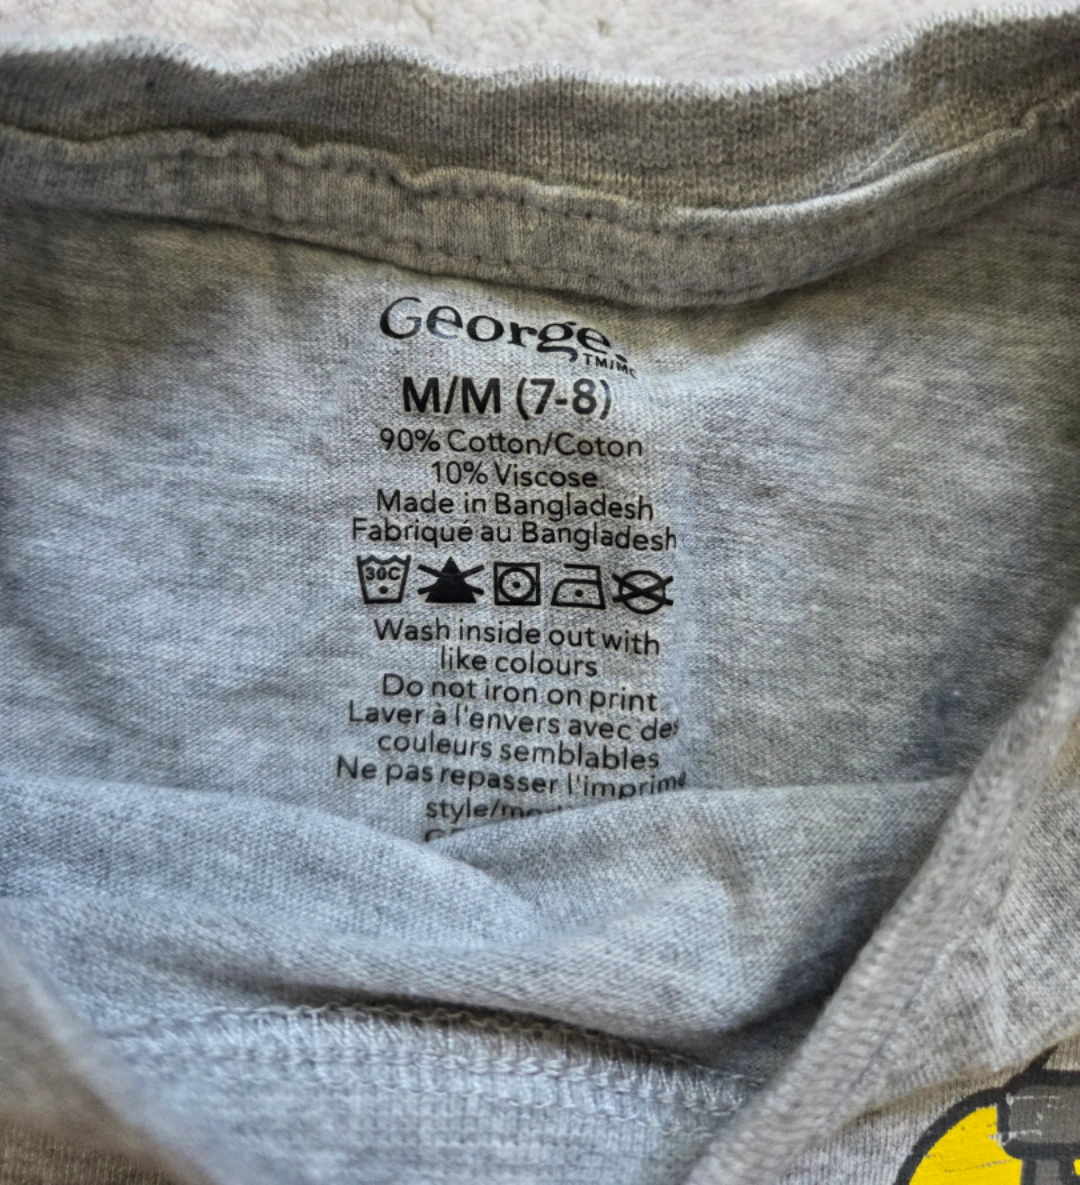 George.
TM/MC
M/M (7-8)
90% Cotton/Coton
10% Viscose
Made in Bangladesh
Fabriqué au Bangladesh
30C
Wash inside out with
like colours
Do not iron on print
Laver à l'envers avec des
couleurs semblables
Ne pas repasser l'imprimé